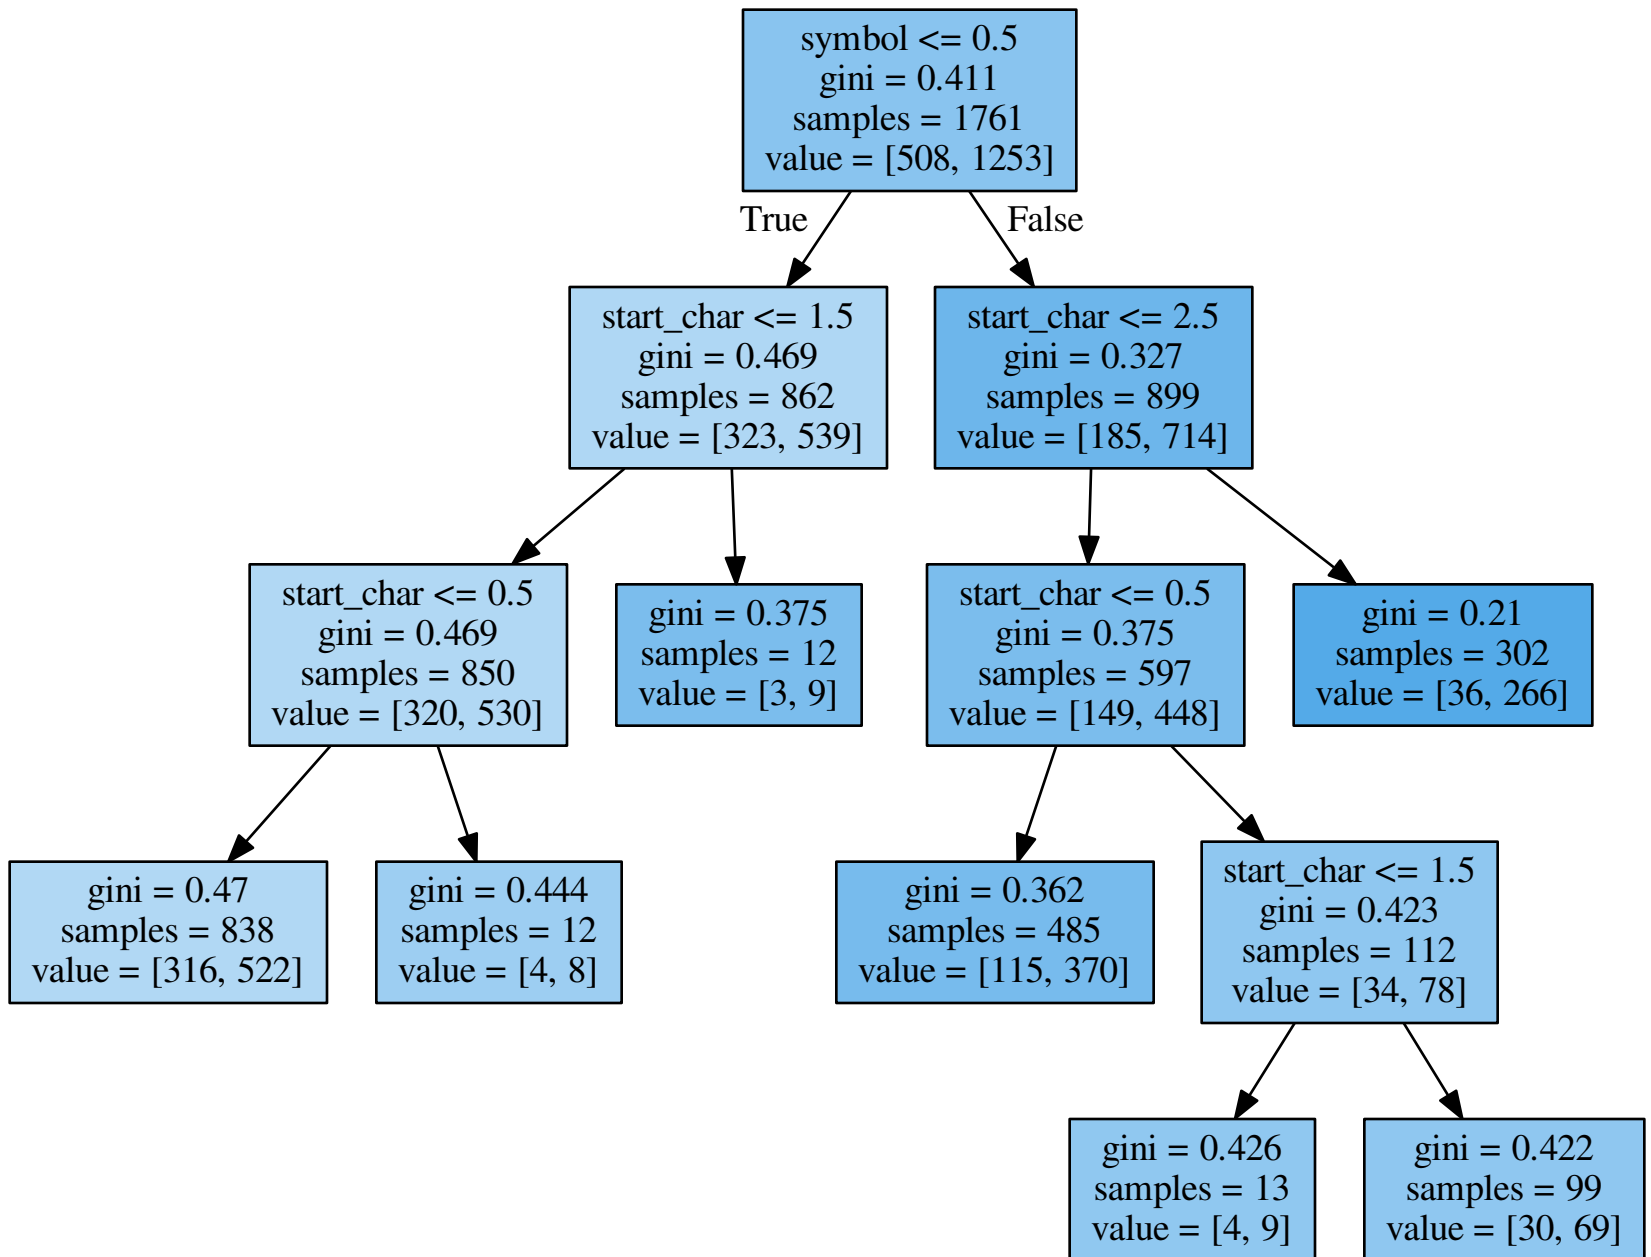 symbol <= 0.5
gini = 0.411
samples = 1761
value = [508, 1253]
True
False
start_char <= 1.5
gini = 0.469
samples = 862
value = [323, 539]
start_char <= 2.5
gini = 0.327
samples = 899
value = [185, 714]
start_char <= 0.5
gini = 0.469
samples = 850
value = [320, 530]
gini = 0.375
samples = 12
value = [3, 9]
start_char <= 0.5
gini = 0.375
samples = 597
value = [149, 448]
gini = 0.21
samples = 302
value = [36, 266]
gini = 0.47
samples = 838
value = [316, 522]
gini = 0.444
samples = 12
value = [4, 8]
gini = 0.362
samples = 485
value = [115, 370]
start_char <= 1.5
gini = 0.423
samples = 112
value = [34, 78]
gini = 0.426
samples = 13
value = [4, 9]
gini = 0.422
samples = 99
value = [30, 69]